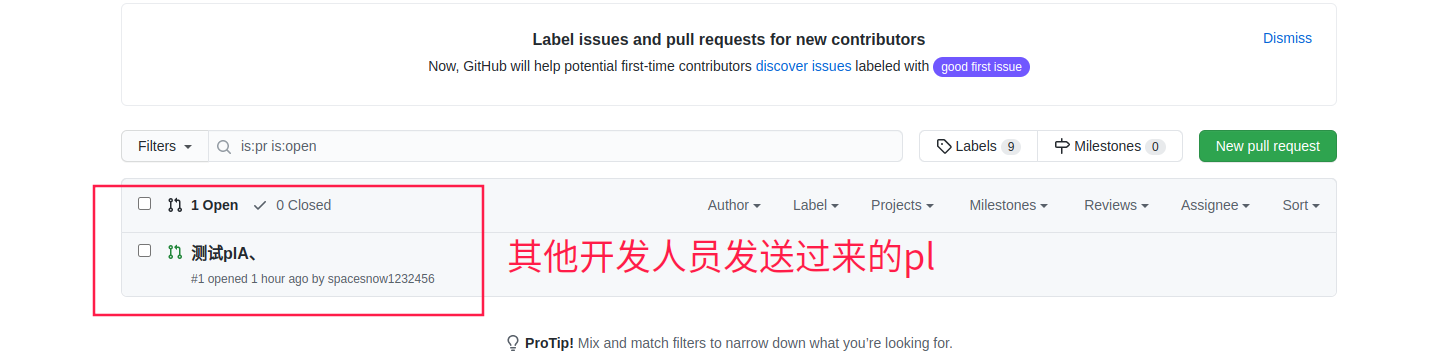 Label issues and pull requests for new contributors
Dismiss
Now, GitHub will help potential first-time contributors discover issues labeled with good first issue
Filters
is:pr is:open
Labels 9
Milestones 0
New pull request
1 Open
0 Closed
Author
Label
Projects
Milestones
Reviews
Assignee
Sort
测试plA、
#1 opened 1 hour ago by spacesnow1232456
其他开发人员发送过来的pl
ProTip! Mix and match filters to narrow down what you’re looking for.